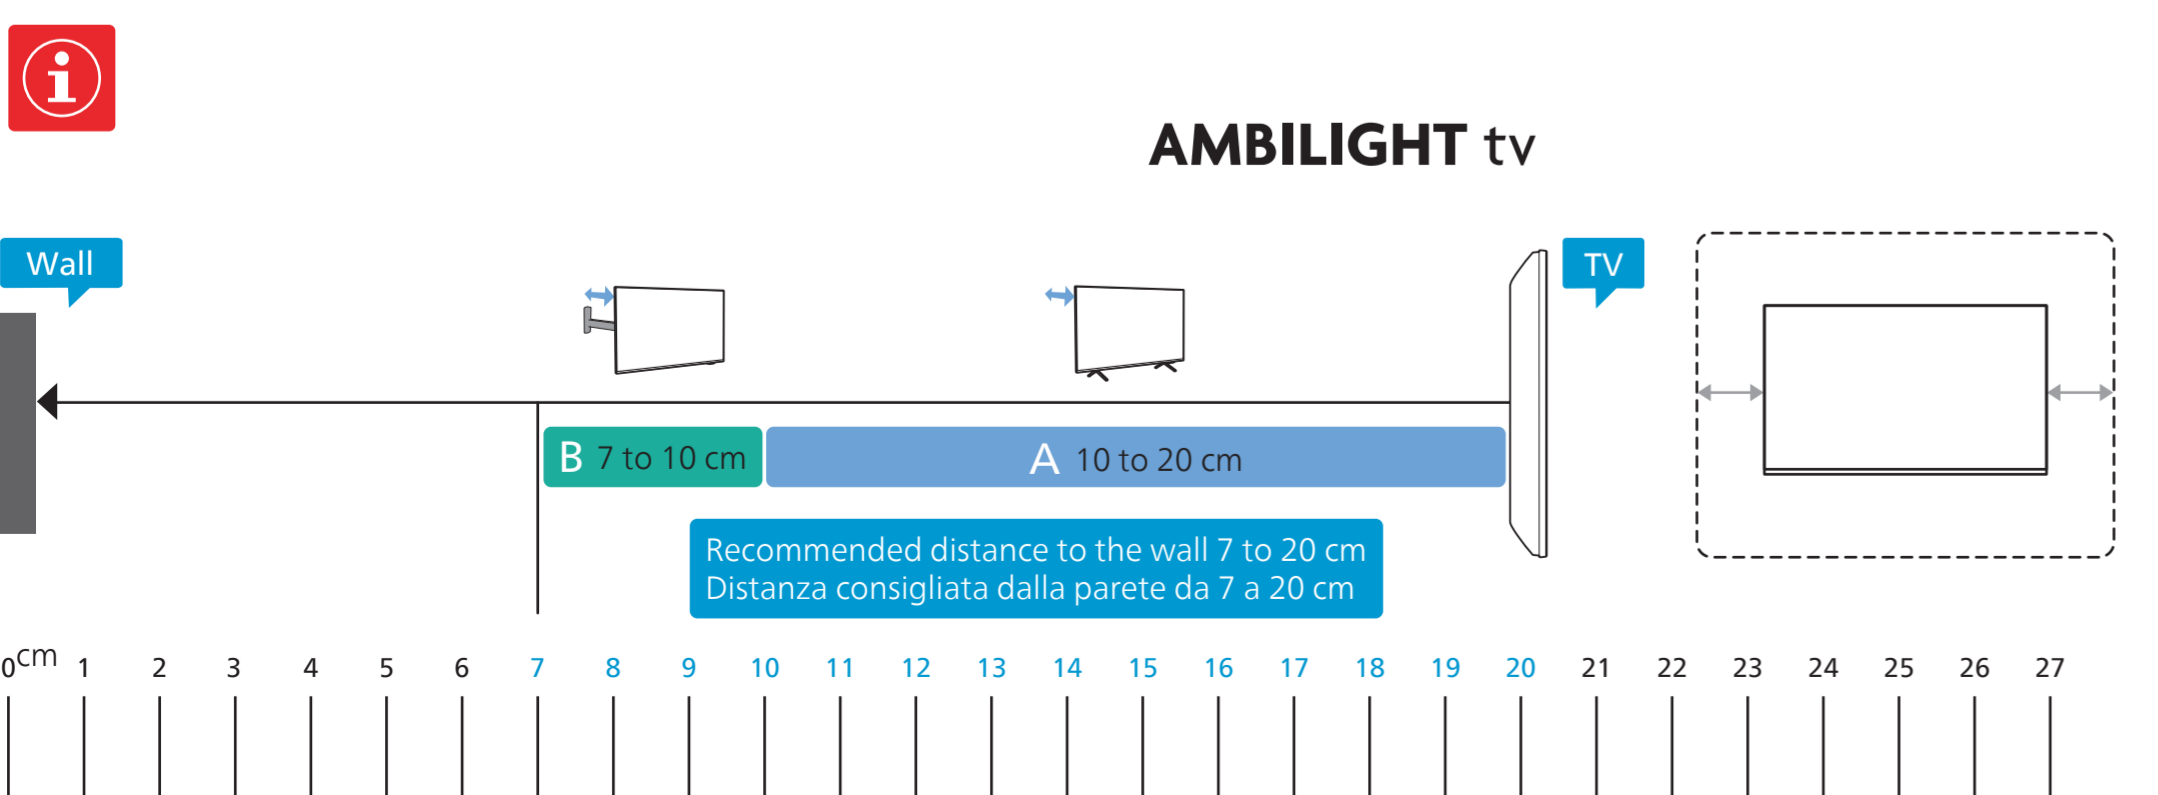 AMBILIGHT tv
Wall
TV
B 7 to 10 cm
A 10 to 20 cm
Recommended distance to the wall 7 to 20 cm
Distanza consigliata dalla parete da 7 a 20 cm
0cm 1 2 3 4 5 6 7 8 9 10 11 12 13 14 15 16 17 18 19 20 21 22 23 24 25 26 27